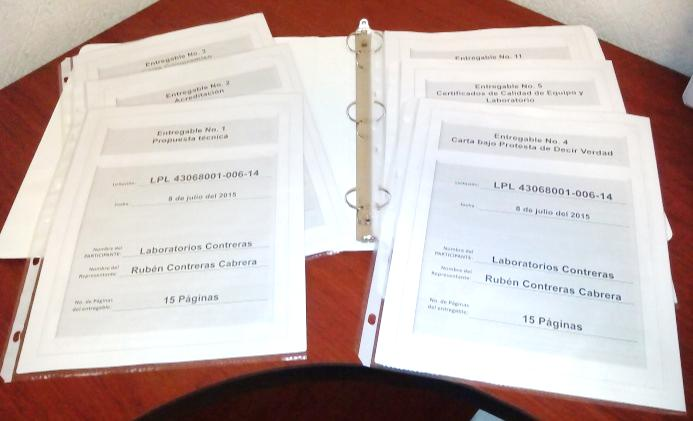 Entregable No. 3
Entregable No. 2
Acreditación
Entregable No. 1
Propuesta técnica
Licitación: LPL 43068001-006-14
Fecha 8 de julio del 2015
Nombre del
PARTICIPANTE: Laboratorios Contreras
Nombre del
Representante: Rubén Contreras Cabrera
No. de Páginas
del entregable: 15 Páginas
Entregable No. 11
Entregable No. 5
Certificados de Calidad de Equipo y
Laboratorio
Entregable No. 4
Carta bajo Protesta de Decir Verdad
Licitación: LPL 43068001-006-14
Fecha 8 de julio del 2015
Nombre del
PARTICIPANTE: Laboratorios Contreras
Nombre del
Representante: Rubén Contreras Cabrera
No. de Páginas
del entregable: 15 Páginas